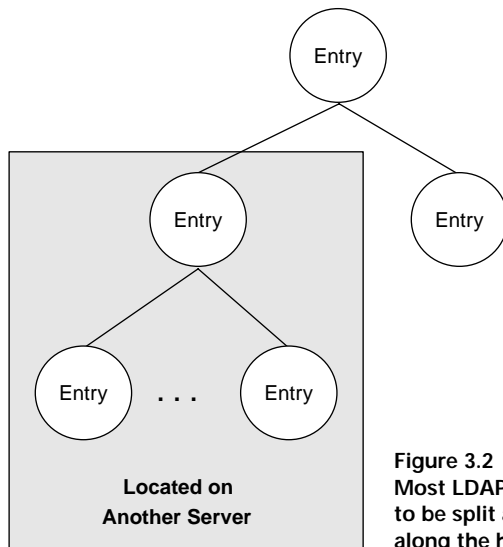 Entry
Entry
Entry
Entry
. . .
Entry
Located on
Another Server
Figure 3.2
Most LDAP
to be split
along the